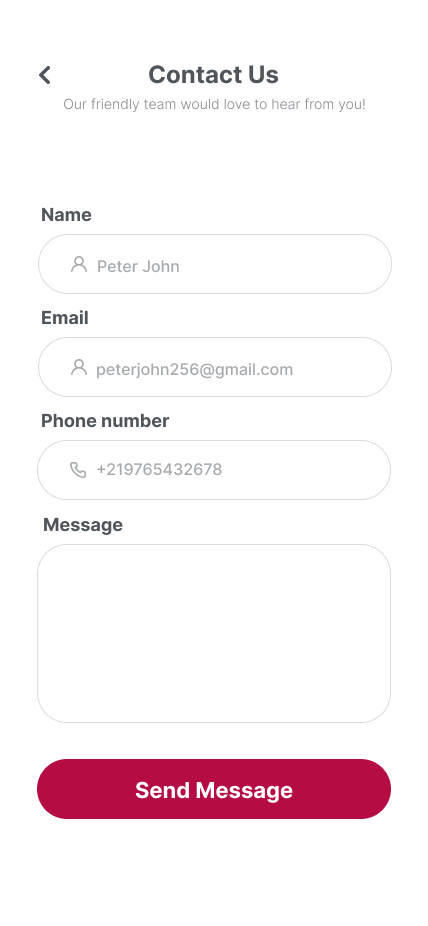 Contact Us
Our friendly team would love to hear from you!
Name
Peter John
Email
peterjohn256@gmail.com
Phone number
+219765432678
Message
Send Message